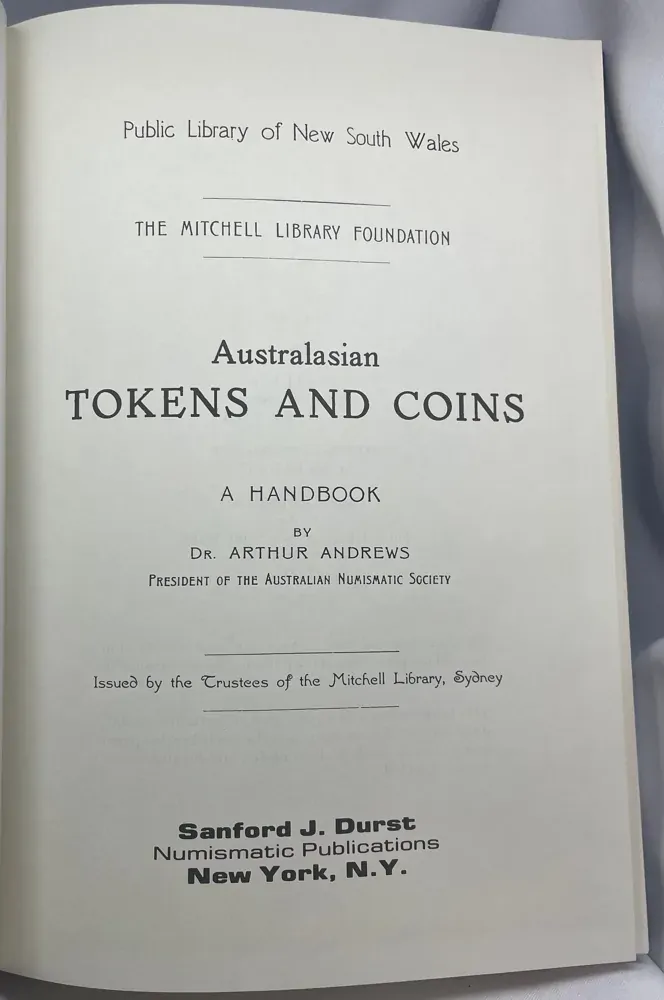 Public Library of New South Wales
THE MITCHELL LIBRARY FOUNDATION
Australasian
TOKENS AND COINS
A HANDBOOK
BY
DR. ARTHUR ANDREWS
PRESIDENT OF THE AUSTRALIAN NUMISMATIC SOCIETY
Issued by the Trustees of the Mitchell Library, Sydney
Sanford J. Durst
Numismatic Publications
New York, N.Y.